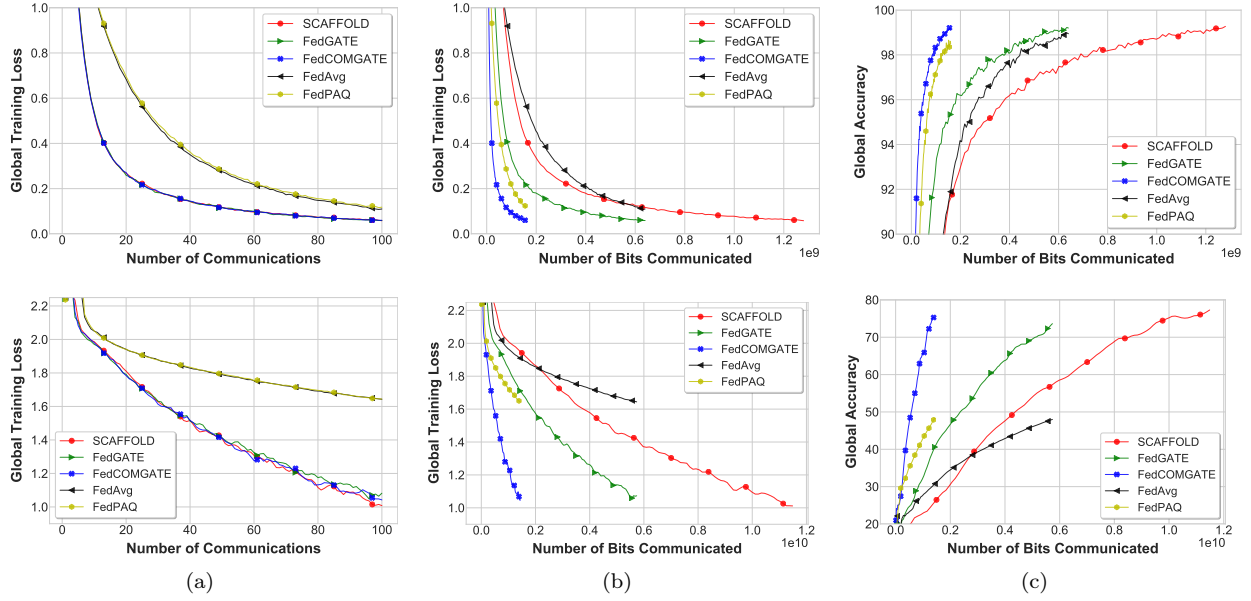 1.0
0.8
0.6
0.4
0.2
0.0
0 20 40 60 80 100
Global Training Loss
Number of Communications
SCAFFOLD
FedGATE
FedCOMGATE
FedAvg
FedPAQ
1.0
0.8
0.6
0.4
0.2
0.0
0.0 0.2 0.4 0.6 0.8 1.0 1.2
1e9
Global Training Loss
Number of Bits Communicated
SCAFFOLD
FedGATE
FedCOMGATE
FedAvg
FedPAQ
100
98
96
94
92
90
0.0 0.2 0.4 0.6 0.8 1.0 1.2
1e9
Global Accuracy
Number of Bits Communicated
SCAFFOLD
FedGATE
FedCOMGATE
FedAvg
FedPAQ
2.2
2.0
1.8
1.6
1.4
1.2
1.0
0 20 40 60 80 100
Global Training Loss
Number of Communications
SCAFFOLD
FedGATE
FedCOMGATE
FedAvg
FedPAQ
2.2
2.0
1.8
1.6
1.4
1.2
1.0
0.0 0.2 0.4 0.6 0.8 1.0 1.2
1e10
Global Training Loss
Number of Bits Communicated
SCAFFOLD
FedGATE
FedCOMGATE
FedAvg
FedPAQ
80
70
60
50
40
30
20
0.0 0.2 0.4 0.6 0.8 1.0 1.2
1e10
Global Accuracy
Number of Bits Communicated
SCAFFOLD
FedGATE
FedCOMGATE
FedAvg
FedPAQ
(a)
(b)
(c)